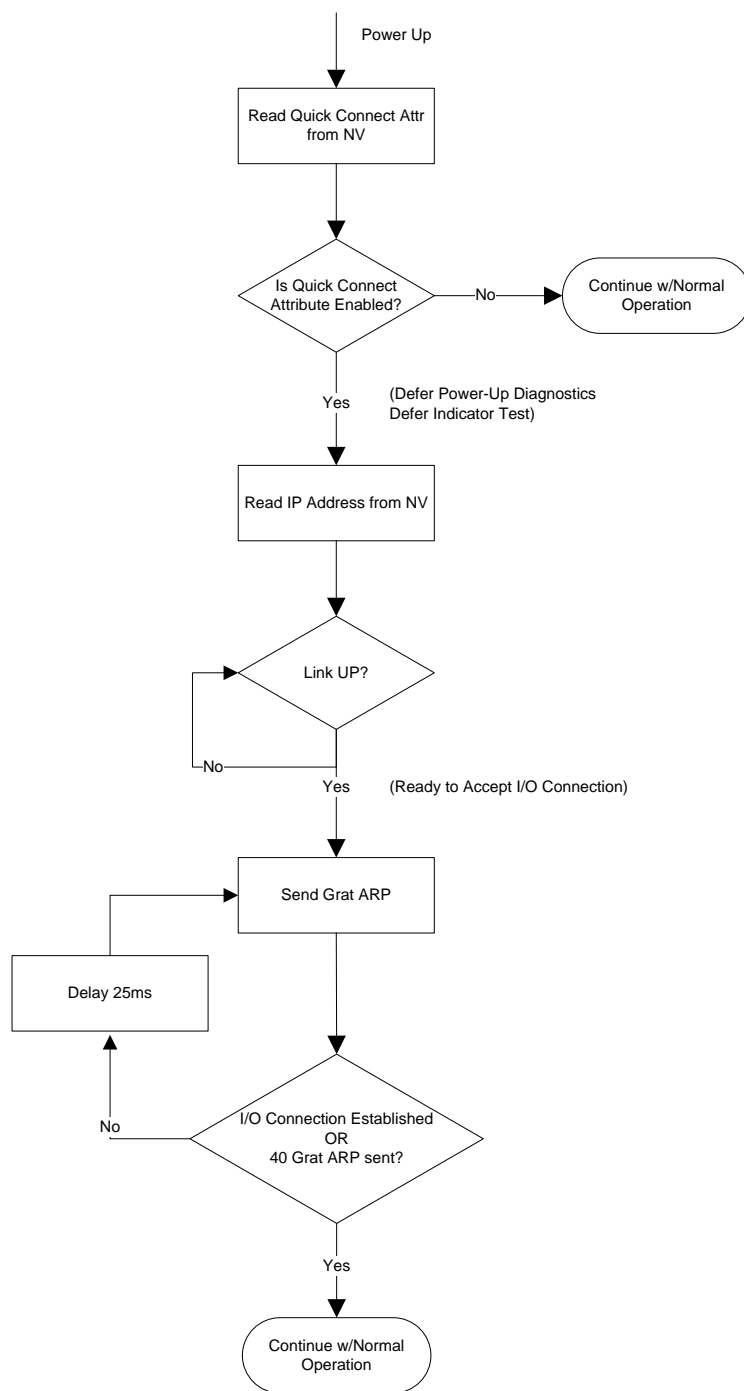 Power Up
Read Quick Connect Attr
from NV
Is Quick Connect
Attribute Enabled?
No
Continue w/Normal
Operation
Yes
(Defer Power-Up Diagnostics
Defer Indicator Test)
Read IP Address from NV
Link UP?
No
Yes
(Ready to Accept I/O Connection)
Send Grat ARP
Delay 25ms
No
I/O Connection Established
OR
40 Grat ARP sent?
Yes
Continue w/Normal
Operation